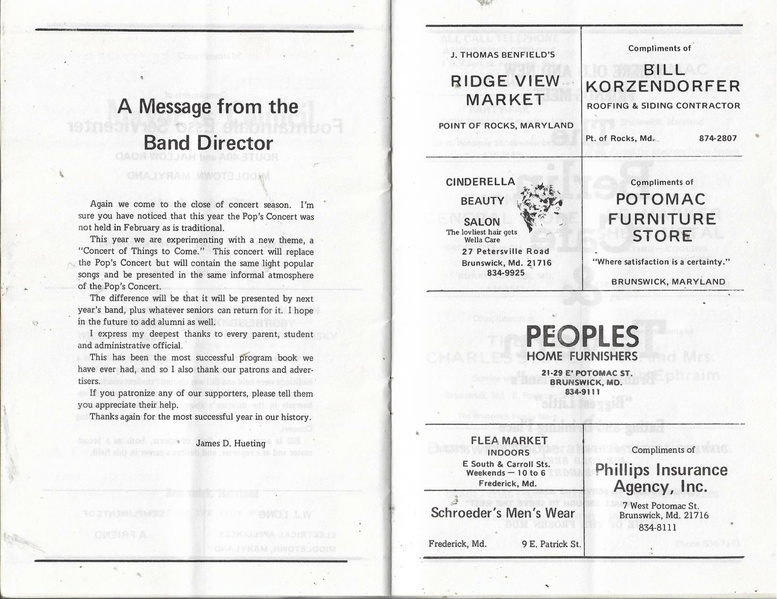 A Message from the
Band Director
Again we come to the close of concert season. I'm
sure you have noticed that this year the Pop's Concert was
not held in February as is traditional.
This year we are experimenting with a new theme, a
"Concert of Things to Come." This concert will replace
the Pop's Concert but will contain the same light popular
songs and be presented in the same informal atmosphere
of the Pop's Concert.
The difference will be that it will be presented by next
year's band, plus whatever seniors can return for it. I hope
in the future to add alumni as well.
I express my deepest thanks to every parent, student
and administrative official.
This has been the most successful program book we
have ever had, and so I also thank our patrons and adver-
tisers.
If you patronize any of our supporters, please tell them
you appreciate their help.
Thanks again for the most successful year in our history.
James D. Hueting
J. THOMAS BENFIELD'S
RIDGE VIEW
MARKET
POINT OF ROCKS, MARYLAND
Compliments of
BILL
KORZENDORFER
ROOFING & SIDING CONTRACTOR
Pt. of Rocks, Md. 874-2807
CINDERELLA
BEAUTY
SALON
The lovliest hair gets
Wella Care
27 Petersville Road
Brunswick, Md. 21716
834-9925
Compliments of
POTOMAC
FURNITURE
STORE
"Where satisfaction is a certainty."
BRUNSWICK, MARYLAND
PEOPLES
HOME FURNISHERS
21-29 E' POTOMAC ST.
BRUNSWICK, MD.
834-9111
FLEA MARKET
INDOORS
E South & Carroll Sts.
Weekends — 10 to 6
Frederick, Md.
Schroeder's Men's Wear
Frederick, Md. 9 E. Patrick St.
Compliments of
Phillips Insurance
Agency, Inc.
7 West Potomac St.
Brunswick, Md. 21716
834-8111